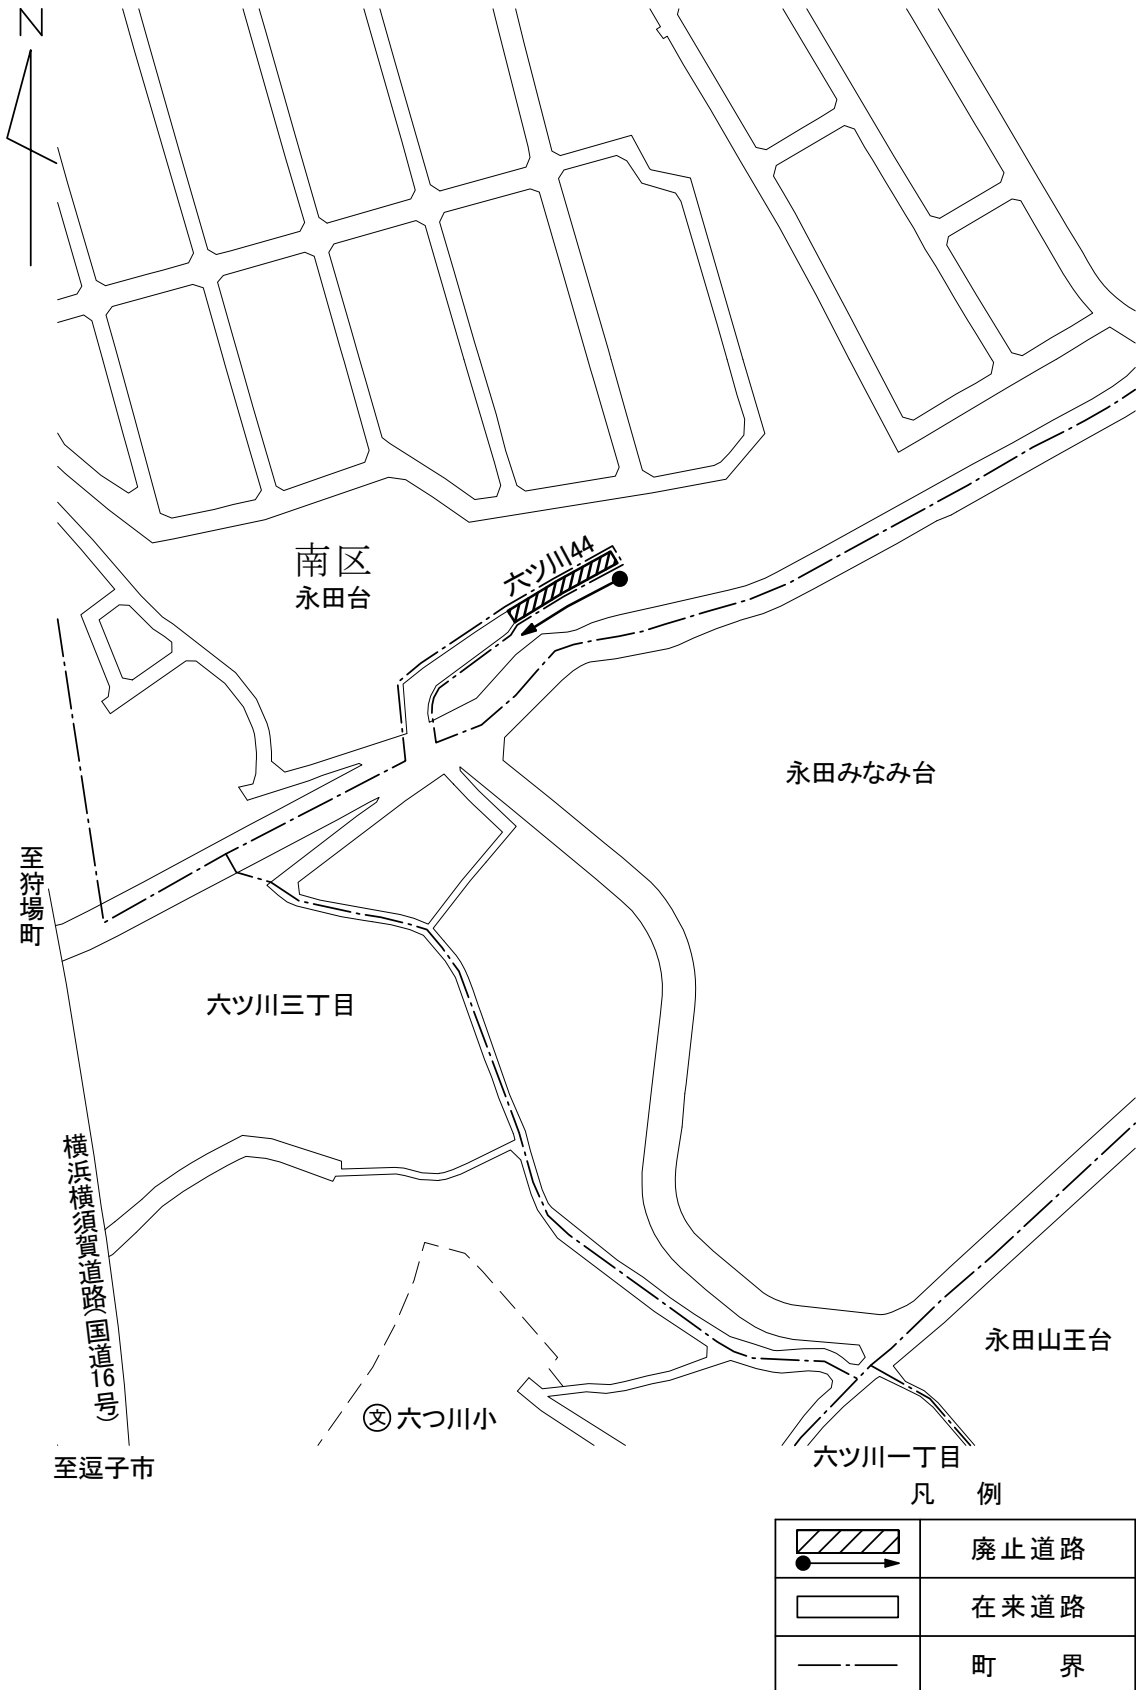 N
南区
永田台
六ツ川44
永田みなみ台
至狩場町
六ツ川三丁目
横浜横須賀道路(国道16号)
永田山王台
文 六つ川小
六ツ川一丁目
至逗子市
凡 例
廃止道路
在来道路
町 界